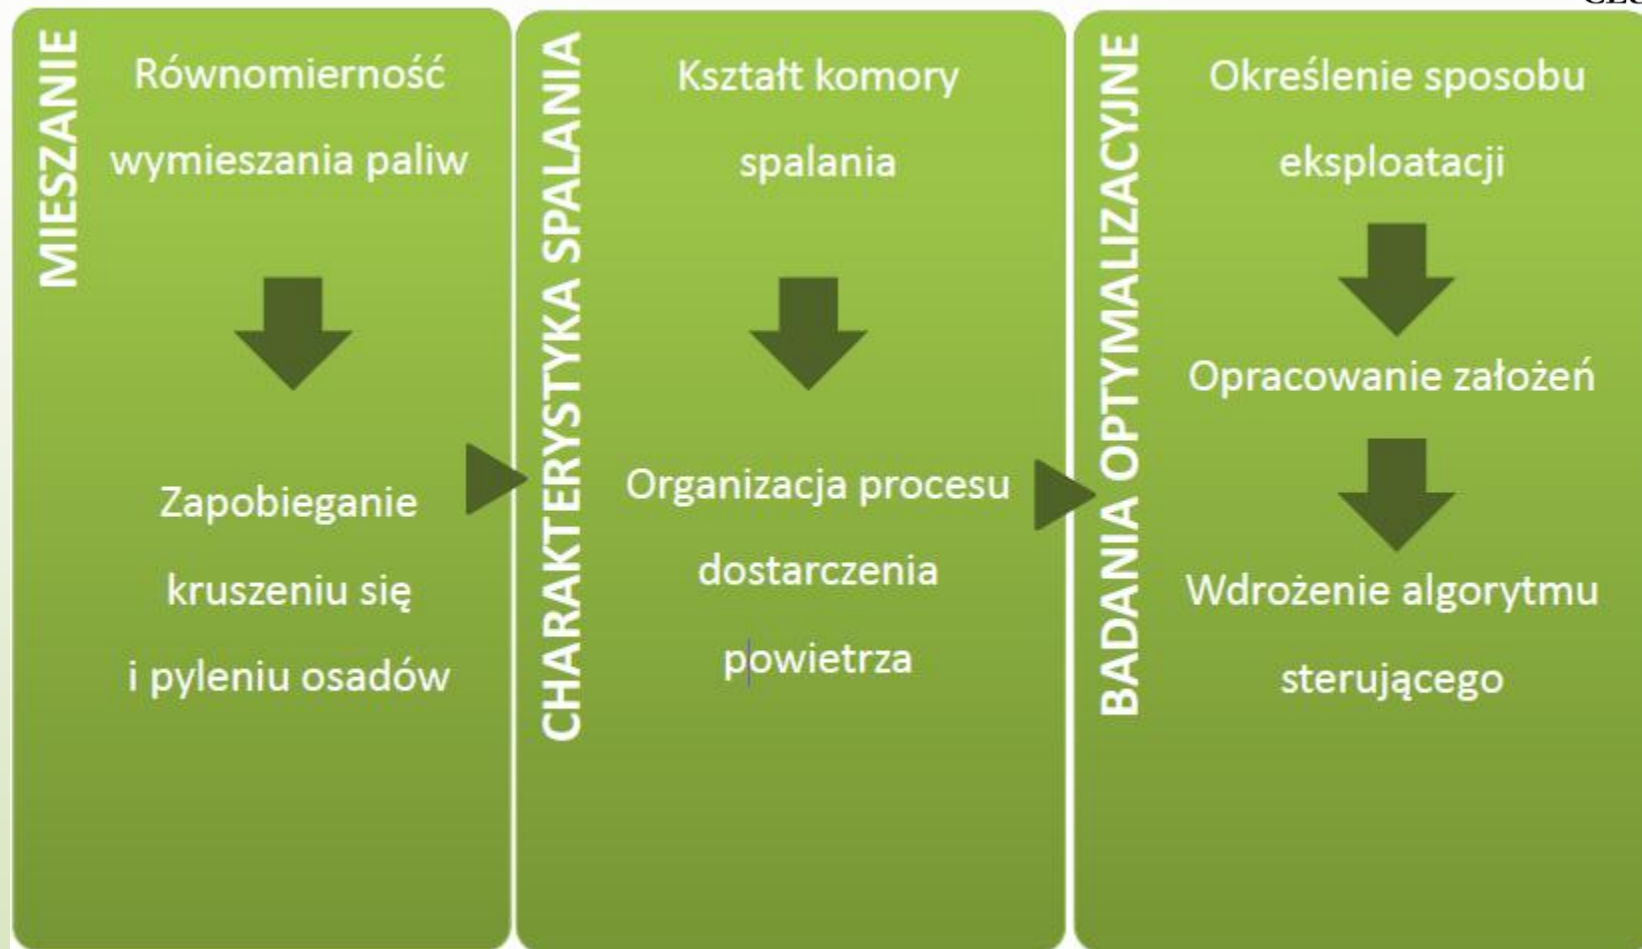 MIESZANIE
Równomierność
wymieszania paliw
Zapobieganie
kruszeniu się
i pyleniu osadów
CHARAKTERYSTYKA SPALANIA
Kształt komory
spalania
Organizacja procesu
dostarczenia
powietrza
BADANIA OPTYMALIZACYJNE
Określenie sposobu
eksploatacji
Opracowanie założeń
Wdrożenie algorytmu
sterującego